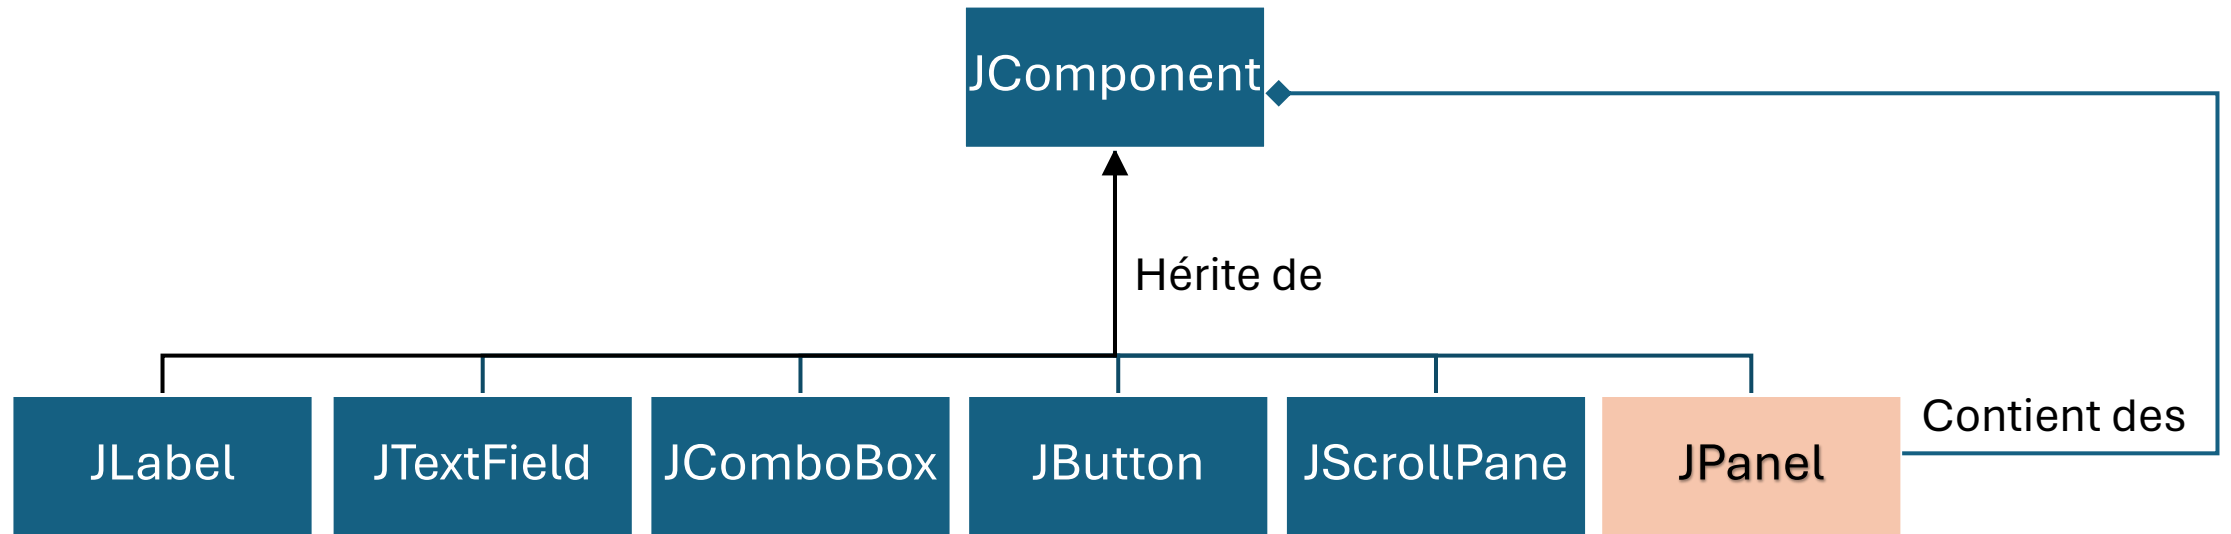 JComponent
Hérite de
Contient des
JLabel
JTextField
JComboBox
JButton
JScrollPane
JPanel